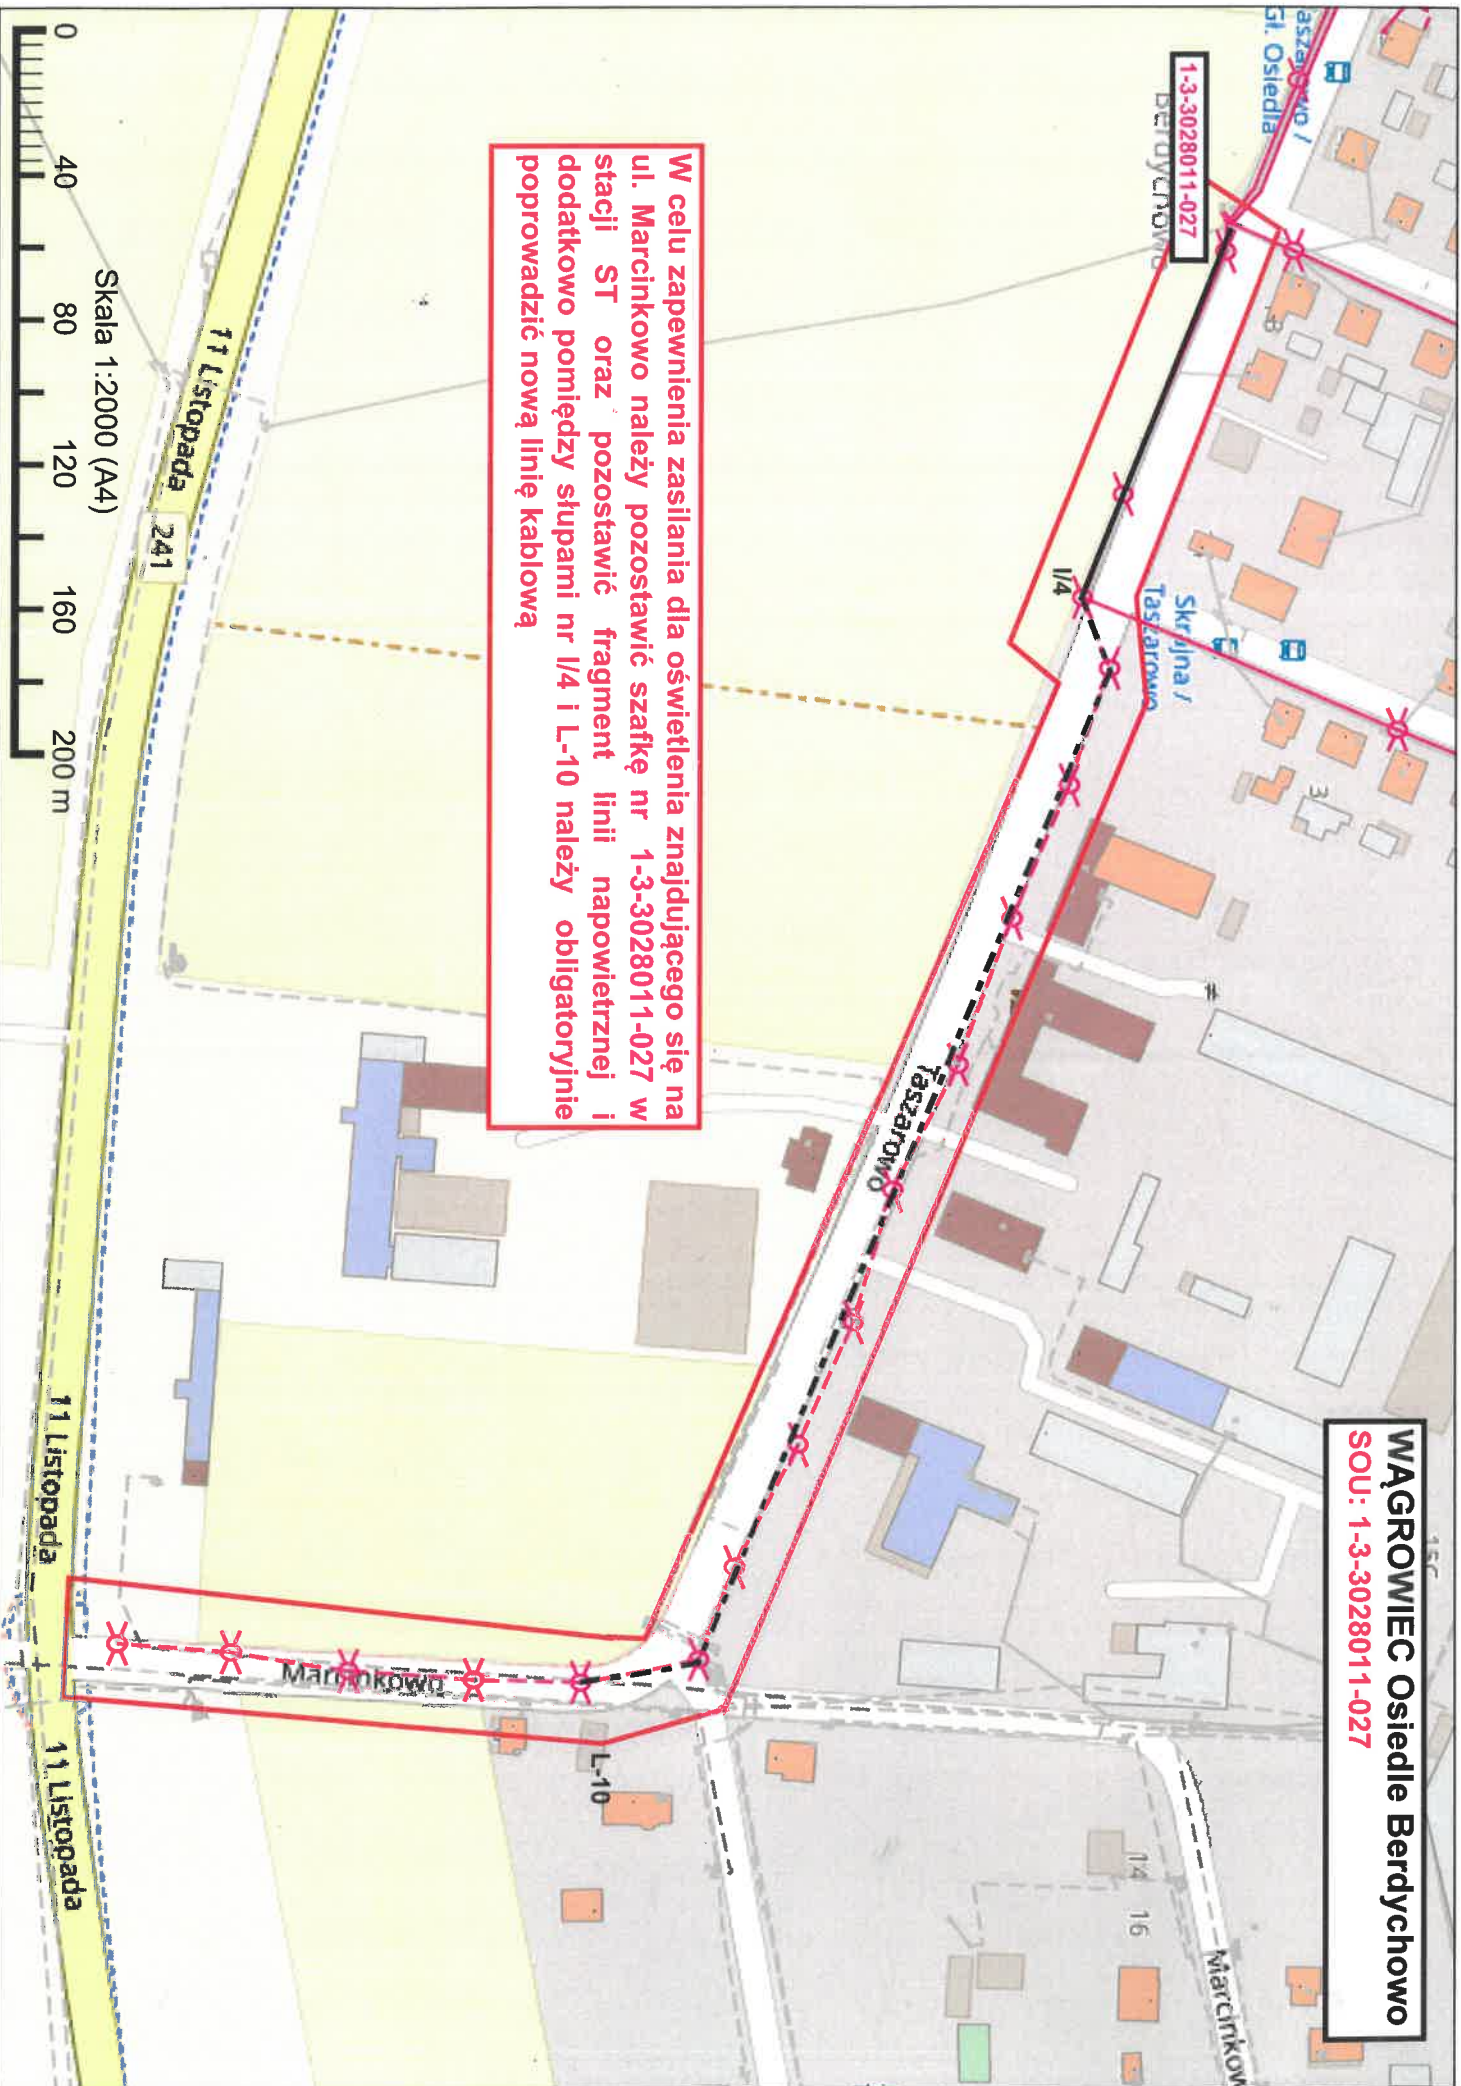 WĄGROWIEC Osiedle Berdychowo
SOU: 1-3-3028011-027
Gł. Osiedla
1-3-3028011-027
Berdychowo
Skrajna /
Taszarowo
I/4
3
14
16
Taszarowo
Marcinkowo
L-10
W celu zapewnienia zasilania dla oświetlenia znajdującego się na
ul. Marcinkowo należy pozostawić szafkę nr 1-3-3028011-027 w
stacji ST oraz pozostawić fragment linii napowietrznej i
dodatkowo pomiędzy słupami nr I/4 i L-10 należy obligatoryjnie
poprowadzić nową linię kablową
11 Listopada
241
11 Listopada
11 Listopada
Skala 1:2000 (A4)
0 40 80 120 160 200 m